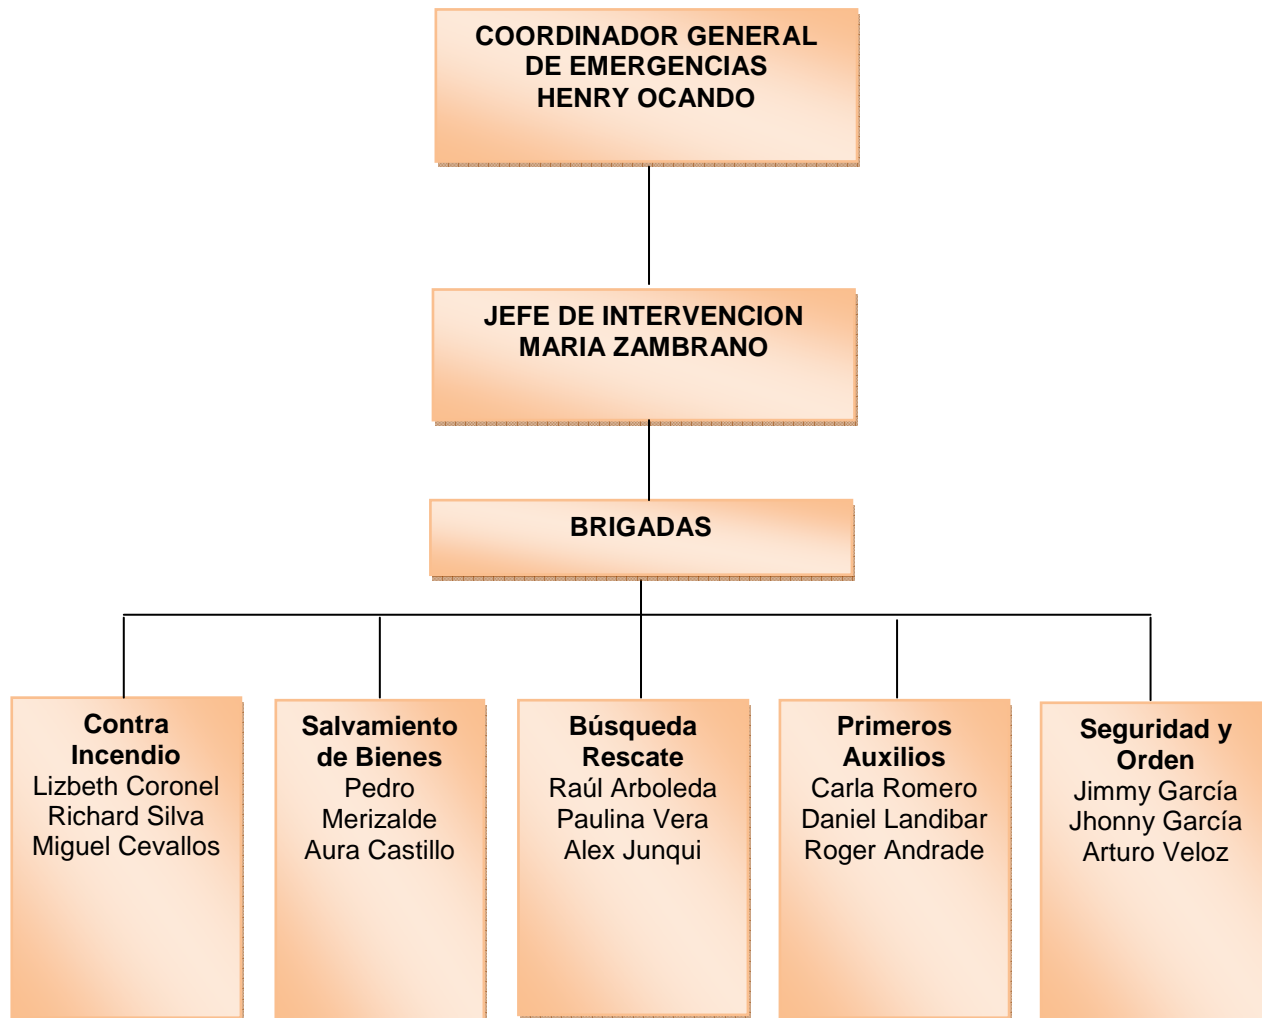 COORDINADOR GENERAL
DE EMERGENCIAS
HENRY OCANDO
JEFE DE INTERVENCION
MARIA ZAMBRANO
BRIGADAS
Contra
Incendio
Lizbeth Coronel
Richard Silva
Miguel Cevallos
Salvamiento
de Bienes
Pedro
Merizalde
Aura Castillo
Búsqueda
Rescate
Raúl Arboleda
Paulina Vera
Alex Junqui
Primeros
Auxilios
Carla Romero
Daniel Landibar
Roger Andrade
Seguridad y
Orden
Jimmy García
Jhonny García
Arturo Veloz